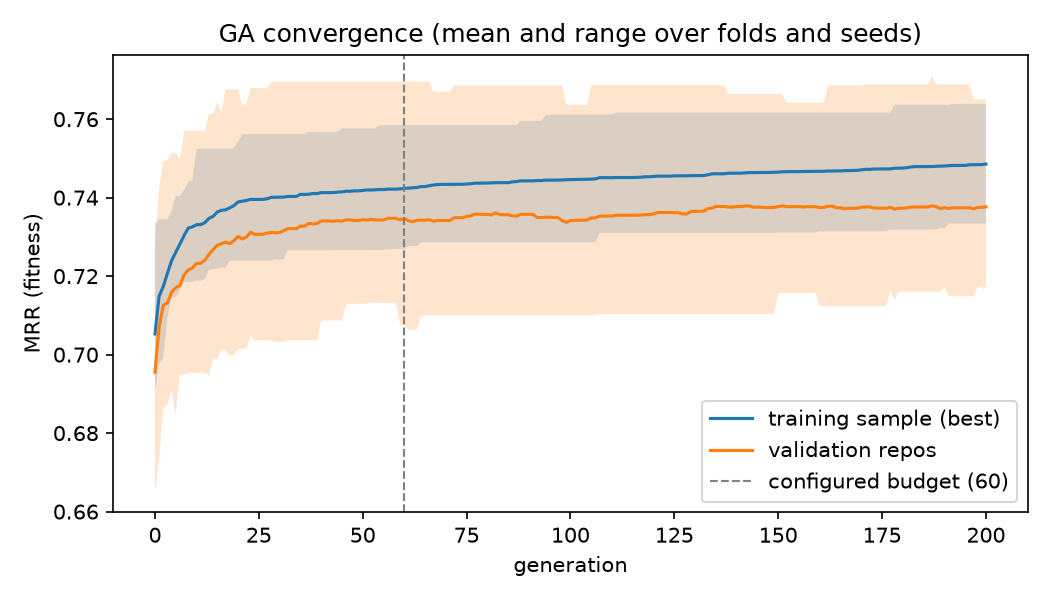 GA convergence (mean and range over folds and seeds)
MRR (fitness)
0.76
0.74
0.72
0.70
0.68
0.66
training sample (best)
validation repos
configured budget (60)
0 25 50 75 100 125 150 175 200
generation